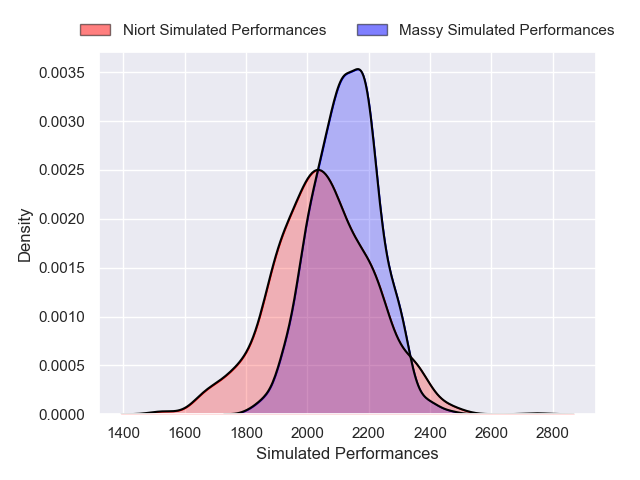 Niort Simulated Performances Massy Simulated Performances
0.0035
0.0030
0.0025
0.0020
0.0015
0.0010
0.0005
0.0000
Density
1400 1600 1800 2000 2200 2400 2600 2800
Simulated Performances